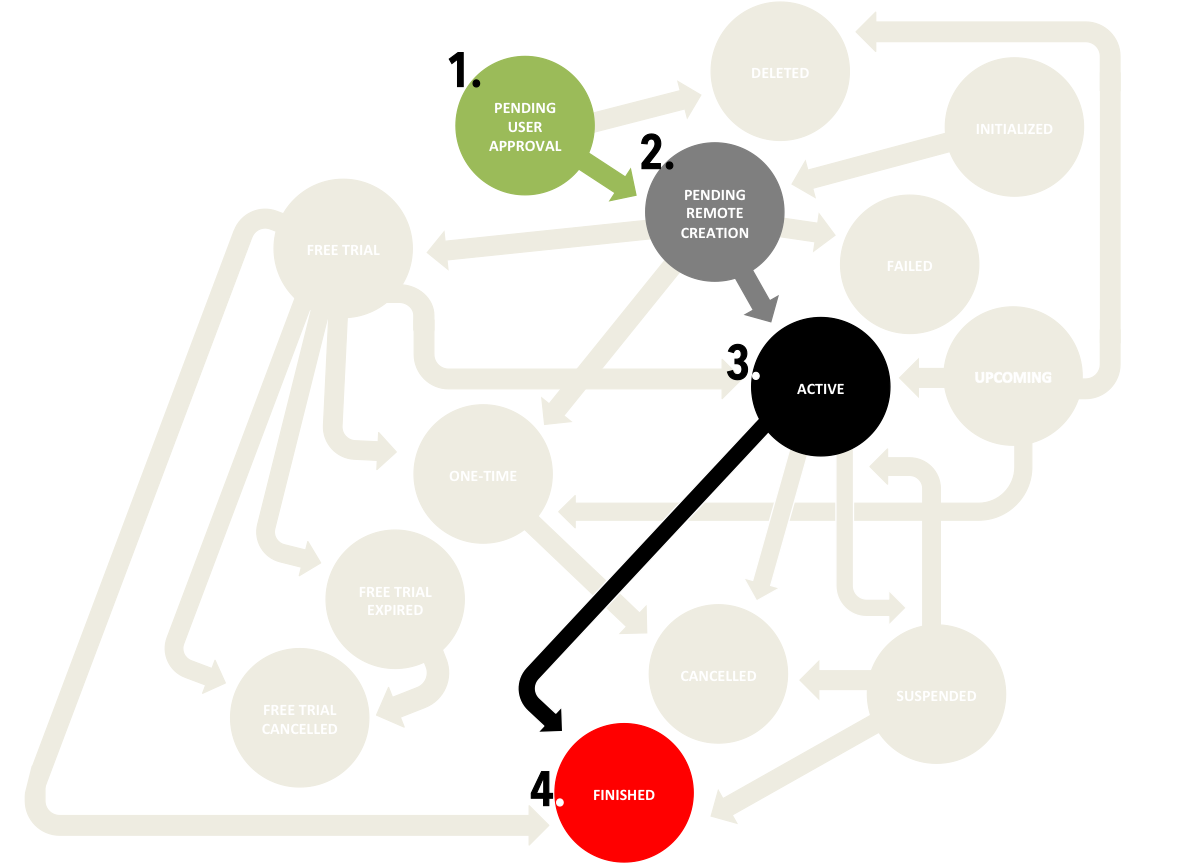 DELETED
1.
PENDING
USER
APPROVAL
INITIALIZED
2.
PENDING
REMOTE
CREATION
FREE TRIAL
FAILED
3.
ACTIVE
UPCOMING
ONE-TIME
FREE TRIAL
EXPIRED
CANCELLED
SUSPENDED
FREE TRIAL
CANCELLED
4.
FINISHED